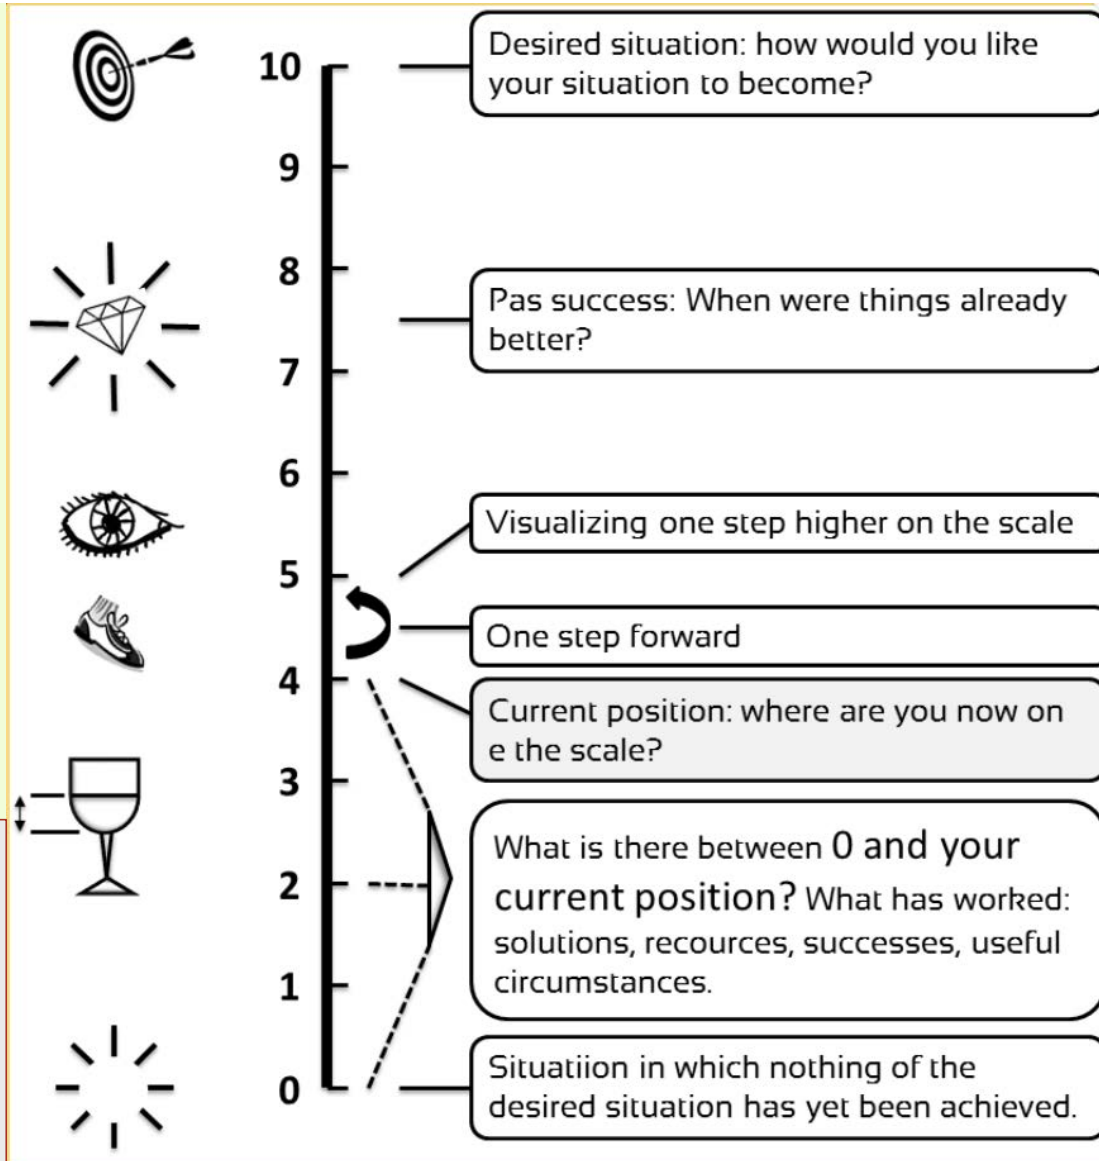 10
Desired situation: how would you like
your situation to become?
9
8
Pas success: When were things already
better?
7
6
Visualizing one step higher on the scale
5
One step forward
4
Current position: where are you now on
e the scale?
3
What is there between 0 and your
current position? What has worked:
solutions, recources, successes, useful
circumstances.
2
1
Situatiion in which nothing of the
desired situation has yet been achieved.
0